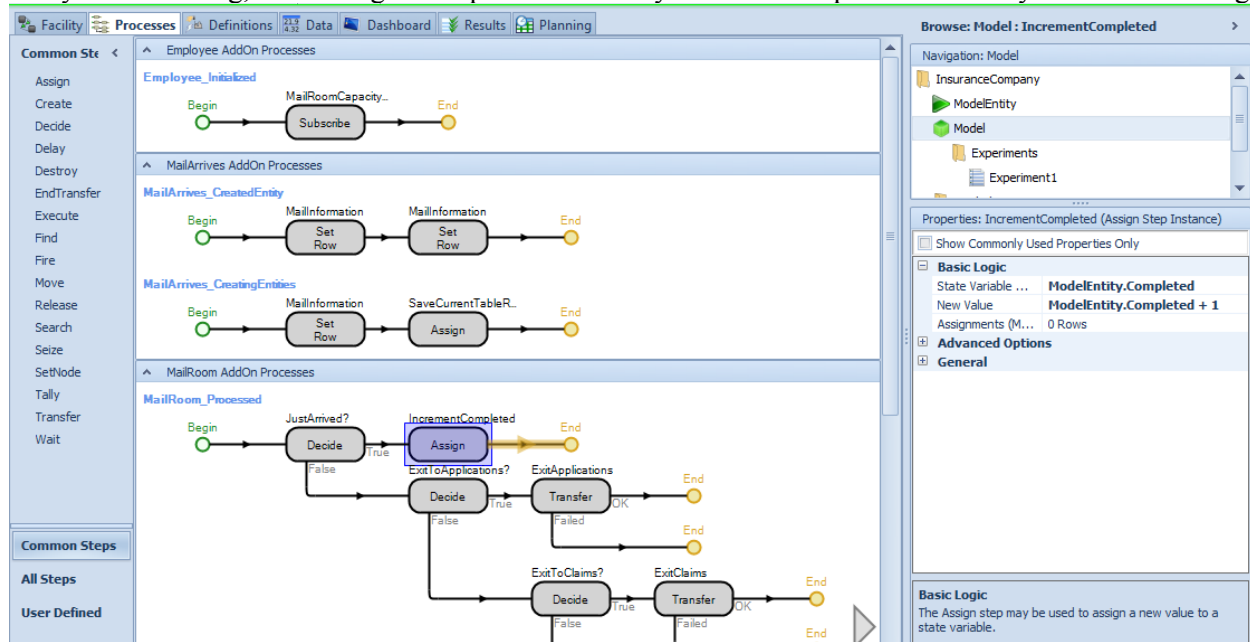 Facility Processes Definitions Data Dashboard Results Planning
Browse: Model : IncrementCompleted >
Common Ste <
Assign
Create
Decide
Delay
Destroy
EndTransfer
Execute
Find
Fire
Move
Release
Search
Seize
SetNode
Tally
Transfer
Wait
Common Steps
All Steps
User Defined
Employee AddOn Processes
Employee_Initialized
Begin
MailRoomCapacity...
Subscribe
End
MailArrives AddOn Processes
MailArrives_CreatedEntity
Begin
MailInformation
Set
Row
MailInformation
Set
Row
End
MailArrives_CreatingEntities
Begin
MailInformation
Set
Row
SaveCurrentTableR...
Assign
End
MailRoom AddOn Processes
MailRoom_Processed
Begin
JustArrived?
Decide
True
False
IncrementCompleted
Assign
End
ExitToApplications?
Decide
True
False
ExitApplications
Transfer
OK
Failed
End
End
ExitToClaims?
Decide
True
False
ExitClaims
Transfer
OK
Failed
End
End
Navigation: Model
InsuranceCompany
ModelEntity
Model
Experiments
Experiment1
Properties: IncrementCompleted (Assign Step Instance)
Show Commonly Used Properties Only
Basic Logic
State Variable ... ModelEntity.Completed
New Value ModelEntity.Completed + 1
Assignments (M... 0 Rows
Advanced Options
General
Basic Logic
The Assign step may be used to assign a new value to a
state variable.